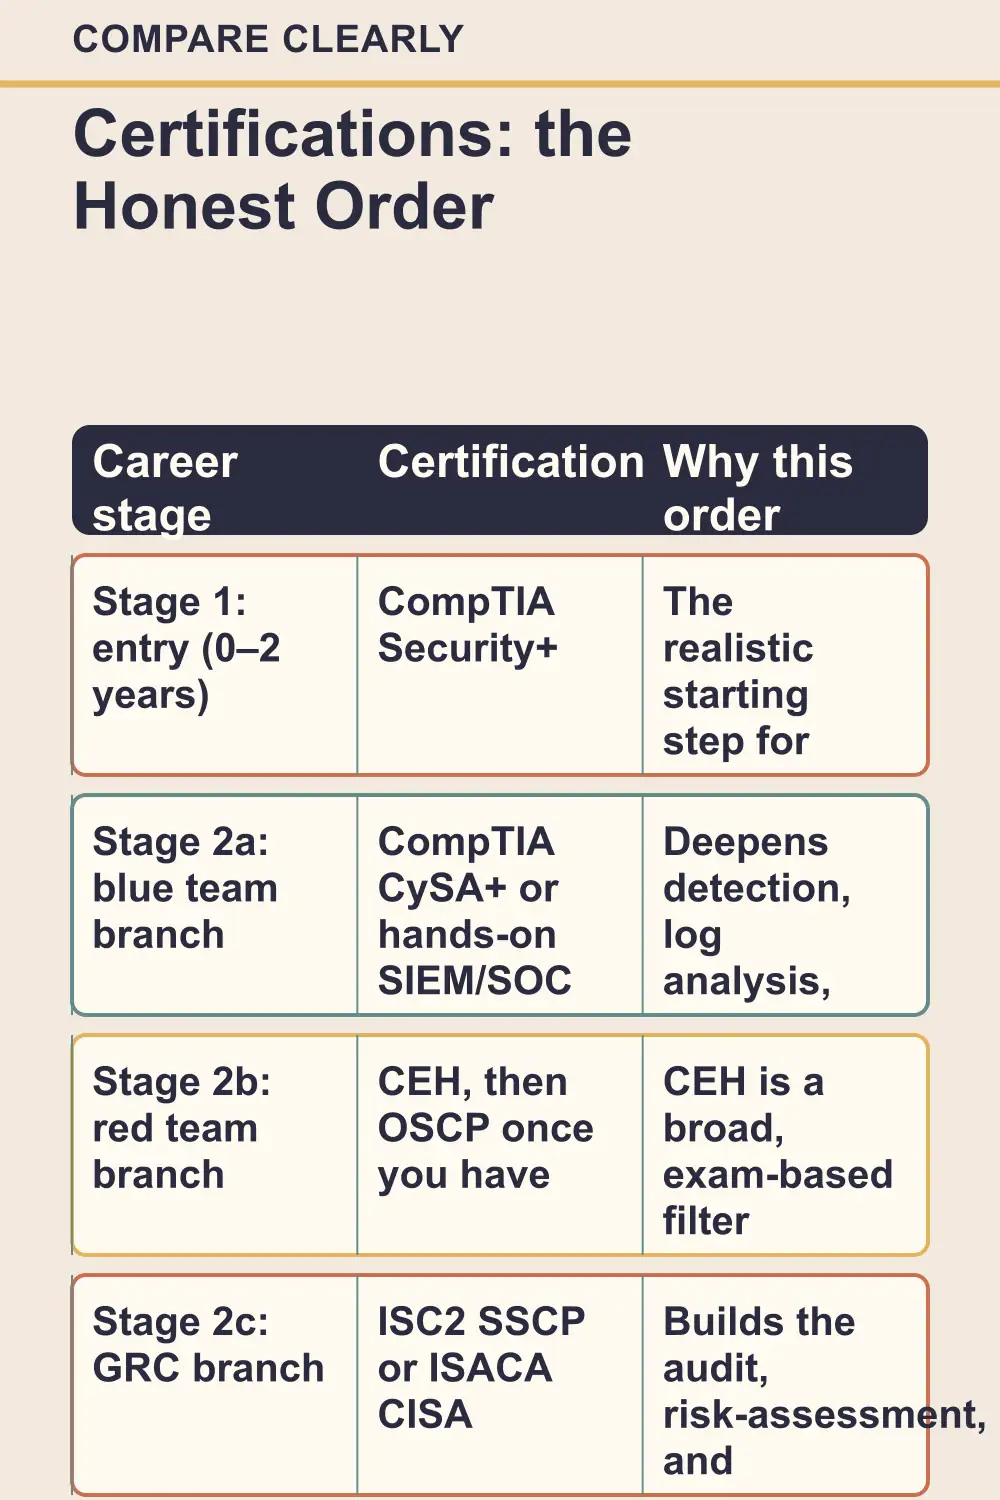 COMPARE CLEARLY
Certifications: the
Honest Order
Career
stage
Certification
Why this
order
Stage 1:
entry (0–2
years)
CompTIA
Security+
The
realistic
starting
step for
Stage 2a:
blue team
branch
CompTIA
CySA+ or
hands-on
SIEM/SOC
Deepens
detection,
log
analysis,
Stage 2b:
red team
branch
CEH, then
OSCP once
you have
CEH is a
broad,
exam-based
filter
Stage 2c:
GRC branch
ISC2 SSCP
or ISACA
CISA
Builds the
audit,
risk-assessment,
and